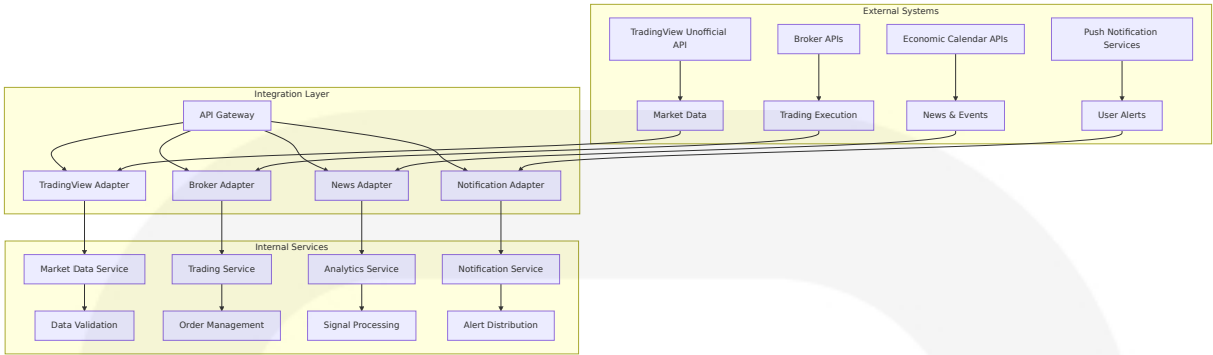 External Systems
TradingView Unofficial
API
Broker APIs
Economic Calendar APIs
Push Notification
Services
Market Data
Trading Execution
News & Events
User Alerts
Integration Layer
API Gateway
TradingView Adapter
Broker Adapter
News Adapter
Notification Adapter
Internal Services
Market Data Service
Trading Service
Analytics Service
Notification Service
Data Validation
Order Management
Signal Processing
Alert Distribution